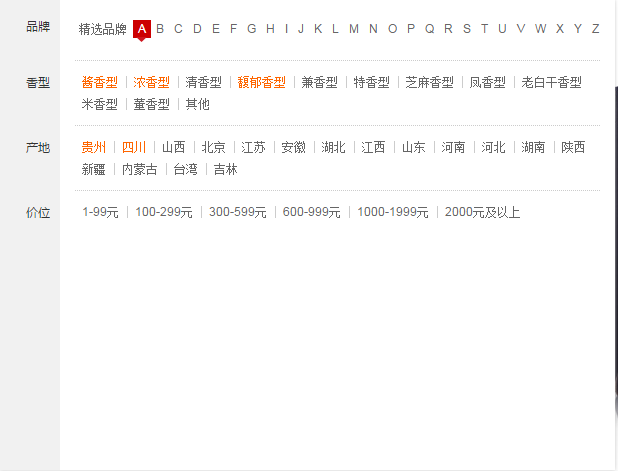 品牌 精选品牌 A B C D E F G H I J K L M N O P Q R S T U V W X Y Z
香型 酱香型 浓香型 清香型 馥郁香型 兼香型 特香型 芝麻香型 凤香型 老白干香型
米香型 董香型 其他
产地 贵州 四川 山西 北京 江苏 安徽 湖北 江西 山东 河南 河北 湖南 陕西
新疆 内蒙古 台湾 吉林
价位 1-99元 100-299元 300-599元 600-999元 1000-1999元 2000元及以上